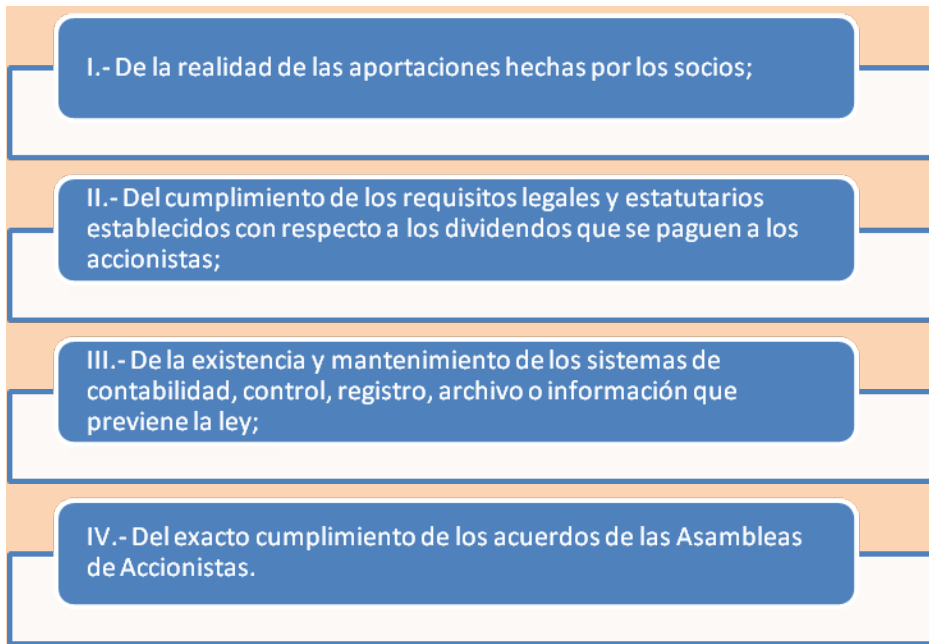 I.- De la realidad de las aportaciones hechas por los socios;
II.- Del cumplimiento de los requisitos legales y estatutarios
establecidos con respecto a los dividendos que se paguen a los
accionistas;
III.- De la existencia y mantenimiento de los sistemas de
contabilidad, control, registro, archivo o información que
previene la ley;
IV.- Del exacto cumplimiento de los acuerdos de las Asambleas
de Accionistas.